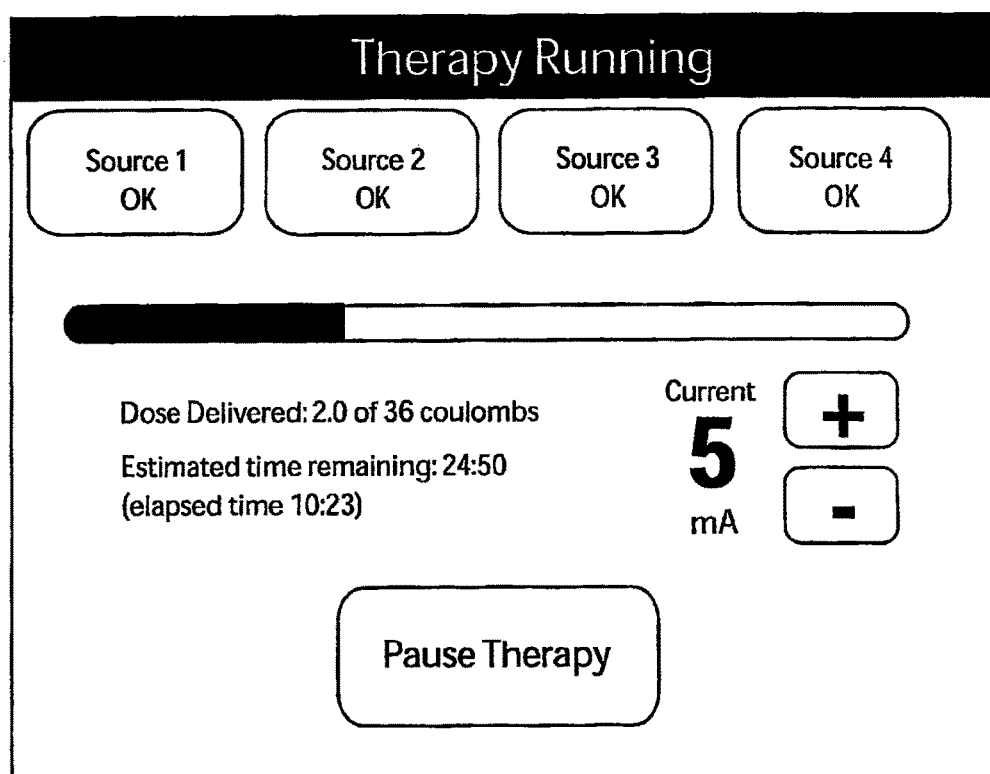 Therapy Running
Source 1
OK
Source 2
OK
Source 3
OK
Source 4
OK
Dose Delivered: 2.0 of 36 coulombs
Estimated time remaining: 24:50
(elapsed time 10:23)
Current
5
mA
+
-
Pause Therapy